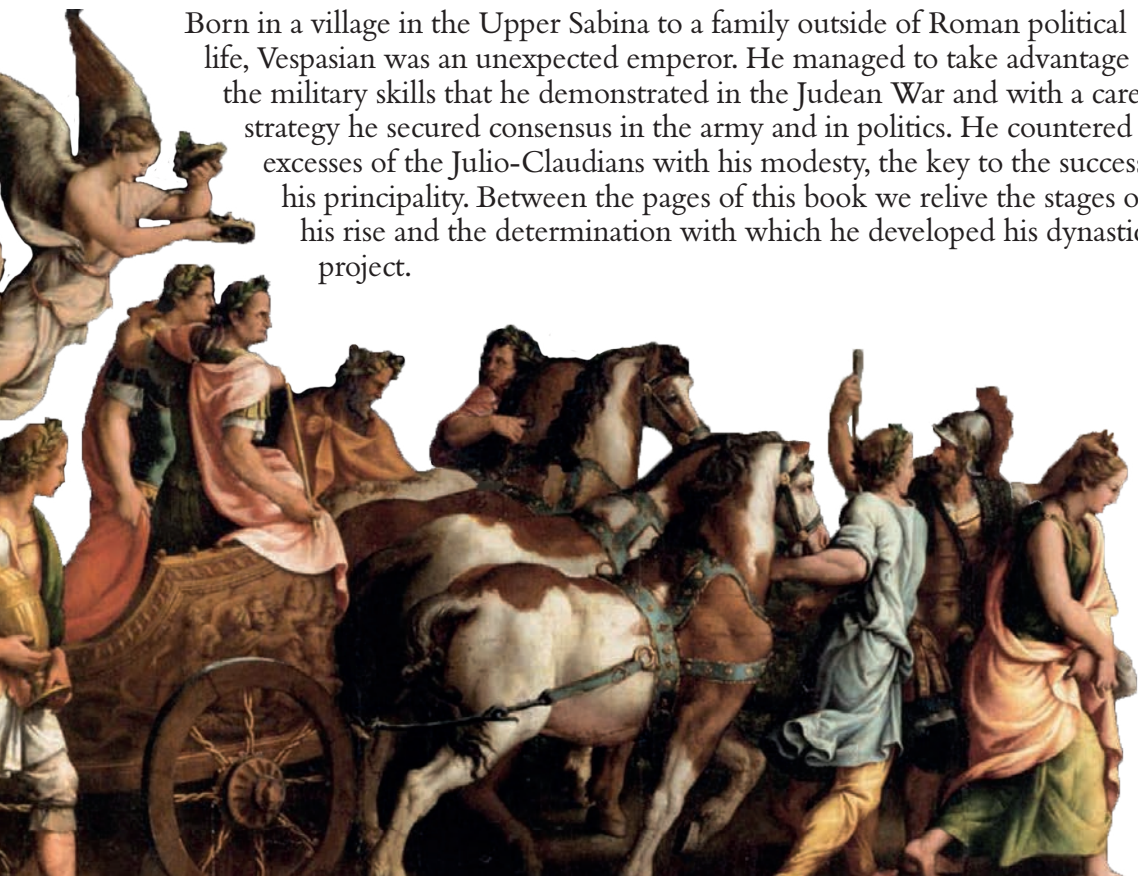 Born in a village in the Upper Sabina to a family outside of Roman political
life, Vespasian was an unexpected emperor. He managed to take advantage
the military skills that he demonstrated in the Judean War and with a care
strategy he secured consensus in the army and in politics. He countered
excesses of the Julio-Claudians with his modesty, the key to the success
his principality. Between the pages of this book we relive the stages o
his rise and the determination with which he developed his dynastic
project.